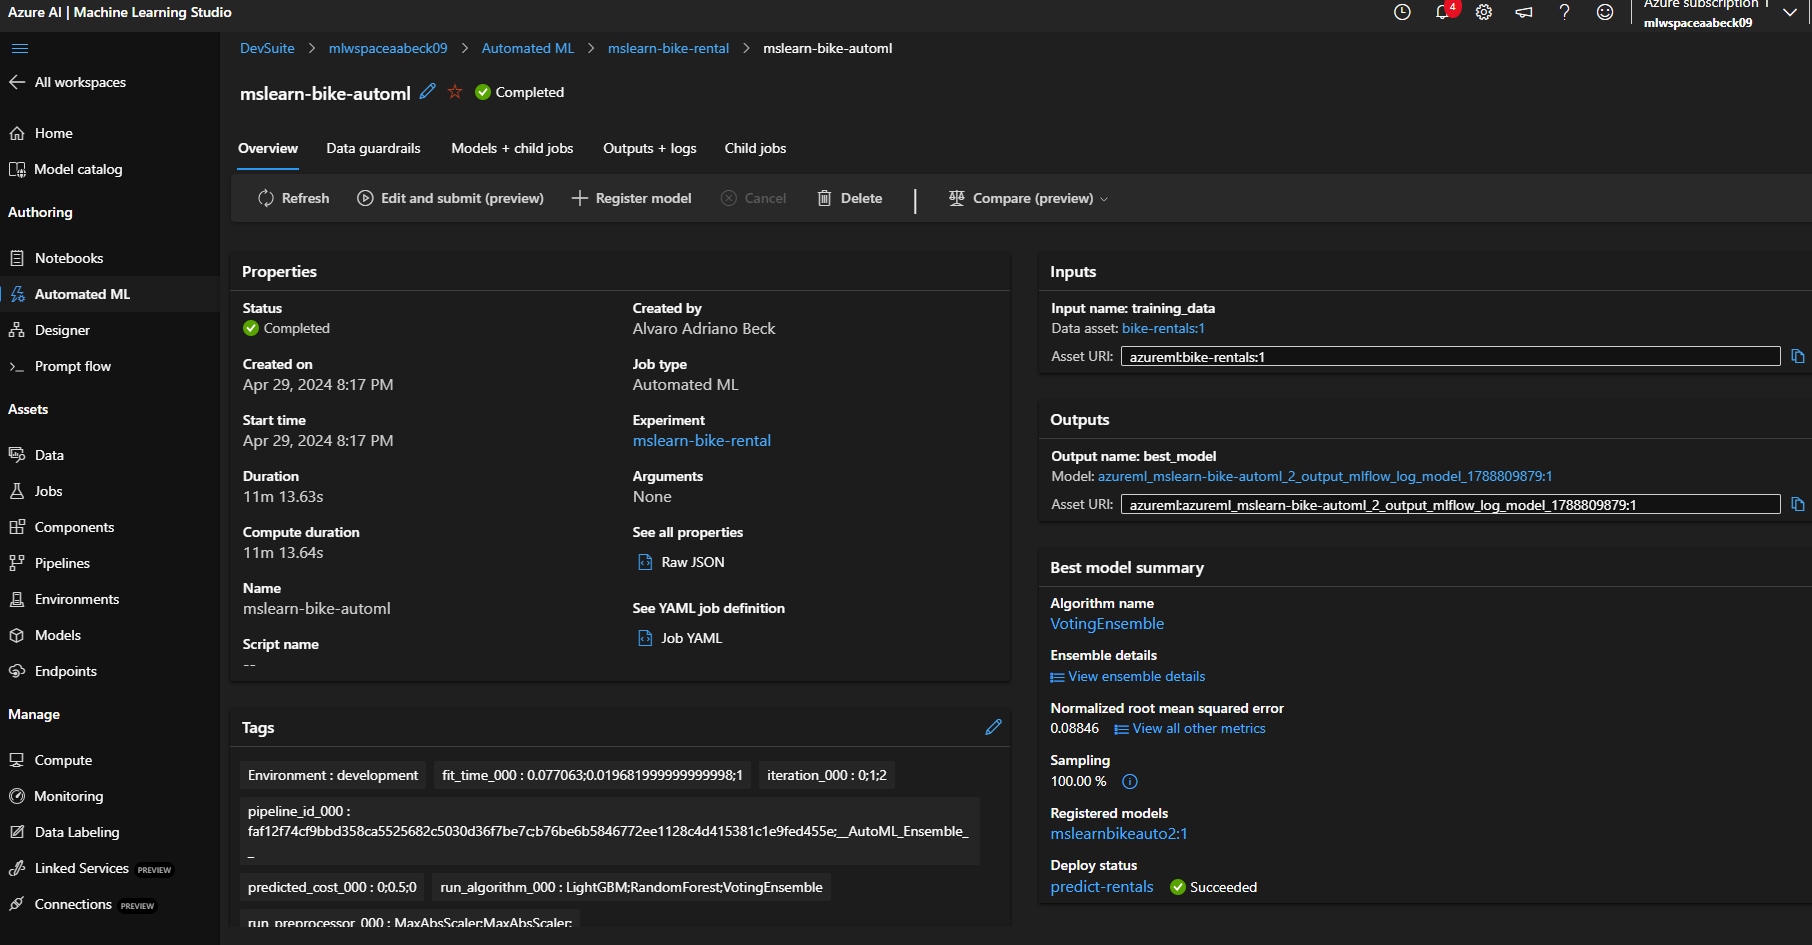 Azure AI | Machine Learning Studio
4
Azure subscription 1
mlwspaceaabeck09
DevSuite > mlwspaceaabeck09 > Automated ML > mslearn-bike-rental > mslearn-bike-automl
All workspaces
mslearn-bike-automl Completed
Home
Model catalog
Authoring
Notebooks
Automated ML
Designer
Prompt flow
Assets
Data
Jobs
Components
Pipelines
Environments
Models
Endpoints
Manage
Compute
Monitoring
Data Labeling
Linked Services PREVIEW
Connections PREVIEW
Overview Data guardrails Models + child jobs Outputs + logs Child jobs
Refresh Edit and submit (preview) Register model Cancel Delete | Compare (preview)
Properties
Status
Completed
Created on
Apr 29, 2024 8:17 PM
Start time
Apr 29, 2024 8:17 PM
Duration
11m 13.63s
Compute duration
11m 13.64s
Name
mslearn-bike-automl
Script name
--
Created by
Alvaro Adriano Beck
Job type
Automated ML
Experiment
mslearn-bike-rental
Arguments
None
See all properties
Raw JSON
See YAML job definition
Job YAML
Tags
Environment : development fit_time_000 : 0.077063;0.019681999999999998;1 iteration_000 : 0;1;2
pipeline_id_000 :
faf12f74cf9bbd358ca5525682c5030d36f7be7c;b76be6b5846772ee1128c4d415381c1e9fed455e;__AutoML_Ensemble_
_
predicted_cost_000 : 0;0.5;0 run_algorithm_000 : LightGBM;RandomForest;VotingEnsemble
run_preprocessor_000 : MaxAbsScaler;MaxAbsScaler;
Inputs
Input name: training_data
Data asset: bike-rentals:1
Asset URI: azureml:bike-rentals:1
Outputs
Output name: best_model
Model: azureml_mslearn-bike-automl_2_output_mlflow_log_model_1788809879:1
Asset URI: azureml:azureml_mslearn-bike-automl_2_output_mlflow_log_model_1788809879:1
Best model summary
Algorithm name
VotingEnsemble
Ensemble details
View ensemble details
Normalized root mean squared error
0.08846 View all other metrics
Sampling
100.00 %
Registered models
mslearnbikeauto2:1
Deploy status
predict-rentals Succeeded